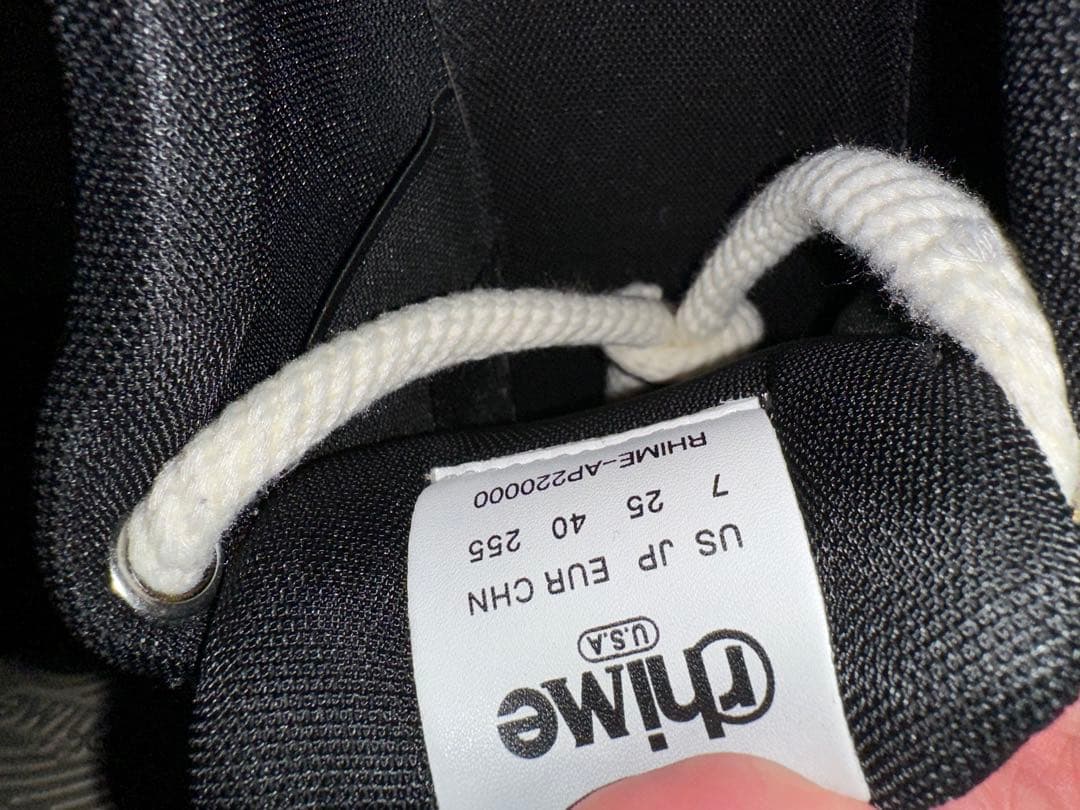 rhime
U.S.A
US JP EUR CHN
7 25 40 255
RHIME-AP220000